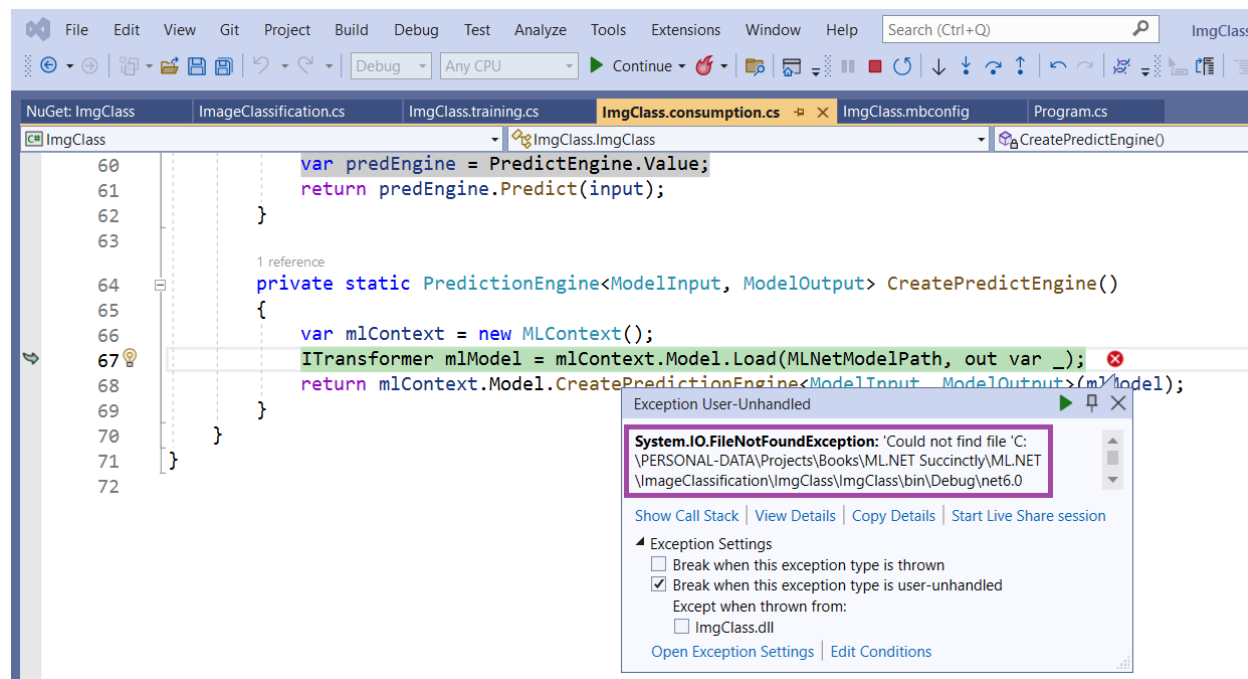 File Edit View Git Project Build Debug Test Analyze Tools Extensions Window Help Search (Ctrl+Q) ImgClass
Debug Any CPU Continue
NuGet: ImgClass ImageClassification.cs ImgClass.training.cs ImgClass.consumption.cs ImgClass.mbconfig Program.cs
C# ImgClass ImgClass.ImgClass CreatePredictEngine()
60 var predEngine = PredictEngine.Value;
61 return predEngine.Predict(input);
62 }
63
1 reference
64 private static PredictionEngine<ModelInput, ModelOutput> CreatePredictEngine()
65 {
66 var mlContext = new MLContext();
67 ITransformer mlModel = mlContext.Model.Load(MLNetModelPath, out var _);
68 return mlContext.Model.CreatePredictionEngine<ModelInput, ModelOutput>(mlModel);
69 }
70 }
71 }
72
Exception User-Unhandled
System.IO.FileNotFoundException: 'Could not find file 'C:
\PERSONAL-DATA\Projects\Books\ML.NET Succinctly\ML.NET
\ImageClassification\ImgClass\ImgClass\bin\Debug\net6.0
Show Call Stack | View Details | Copy Details | Start Live Share session
Exception Settings
Break when this exception type is thrown
Break when this exception type is user-unhandled
Except when thrown from:
ImgClass.dll
Open Exception Settings | Edit Conditions